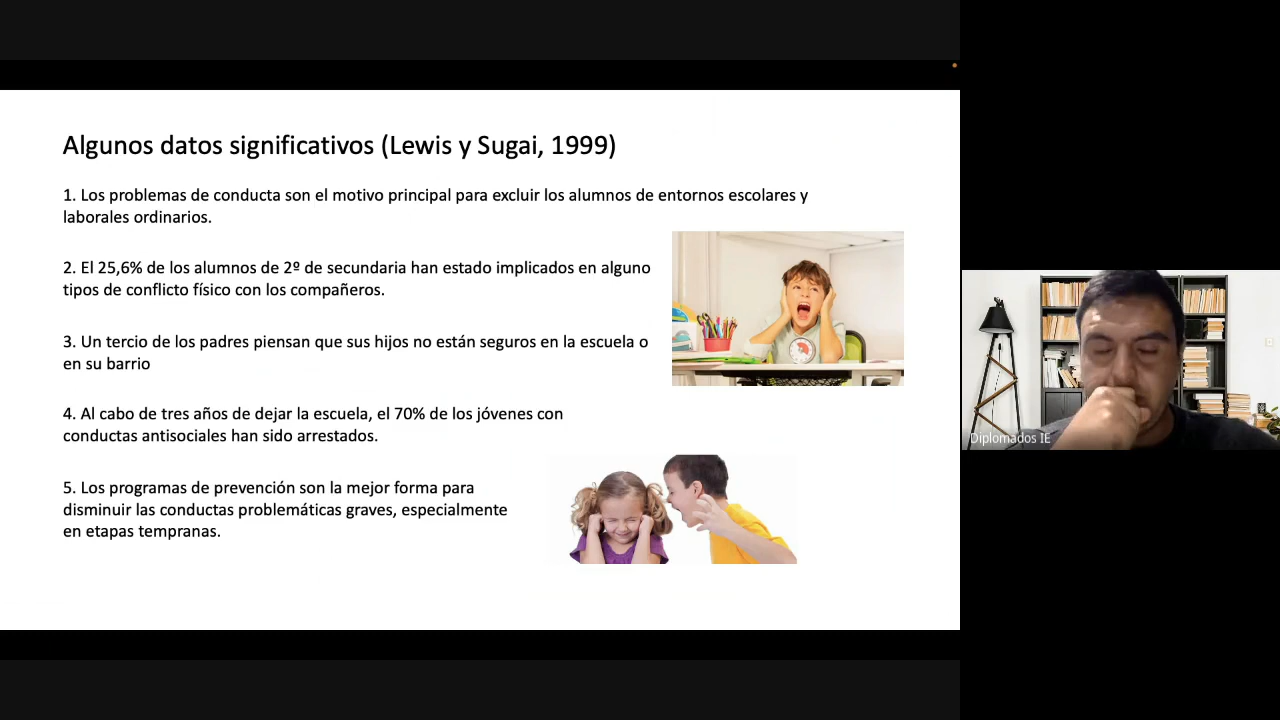 Algunos datos significativos (Lewis y Sugai, 1999)
1. Los problemas de conducta son el motivo principal para excluir los alumnos de entornos escolares y
laborales ordinarios.
2. El 25,6% de los alumnos de 2º de secundaria han estado implicados en alguno
tipos de conflicto físico con los compañeros.
3. Un tercio de los padres piensan que sus hijos no están seguros en la escuela o
en su barrio
4. Al cabo de tres años de dejar la escuela, el 70% de los jóvenes con
conductas antisociales han sido arrestados.
5. Los programas de prevención son la mejor forma para
disminuir las conductas problemáticas graves, especialmente
en etapas tempranas.
Diplomados IE